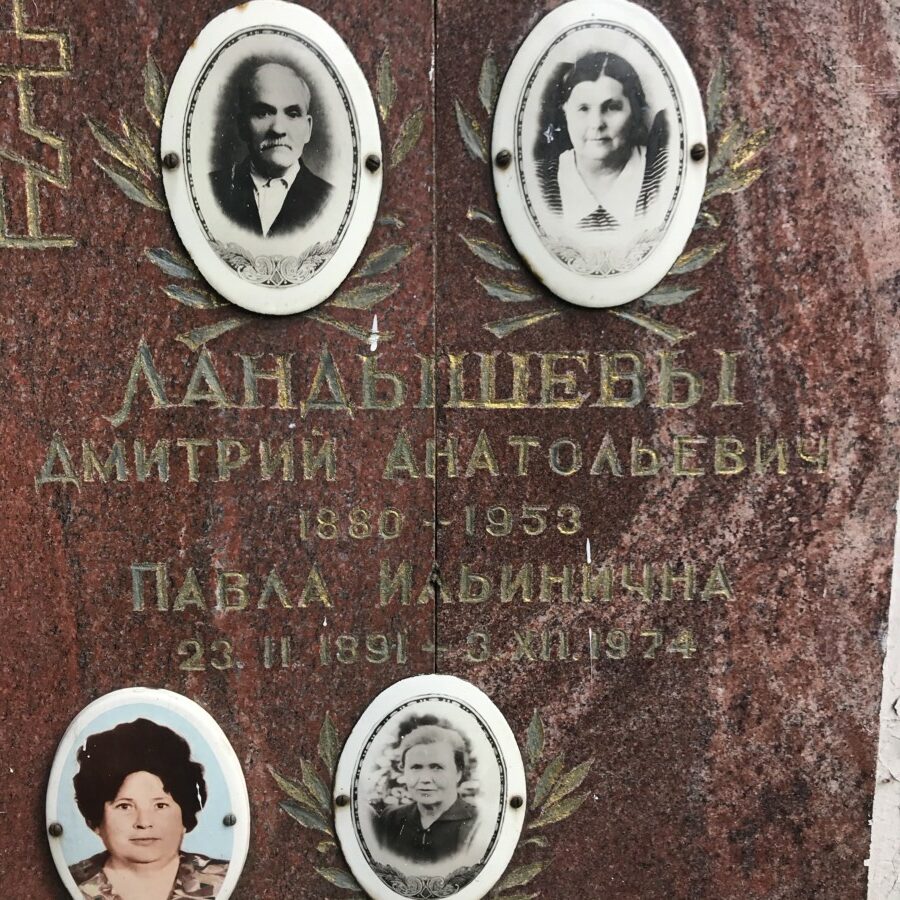 ЛАНДЫШЕВЫ
ДМИТРИЙ АНАТОЛЬЕВИЧ
1880 - 1953
ПАВЛА ИЛЬИНИЧНА
23. II 1891 - 3 XII. 1974